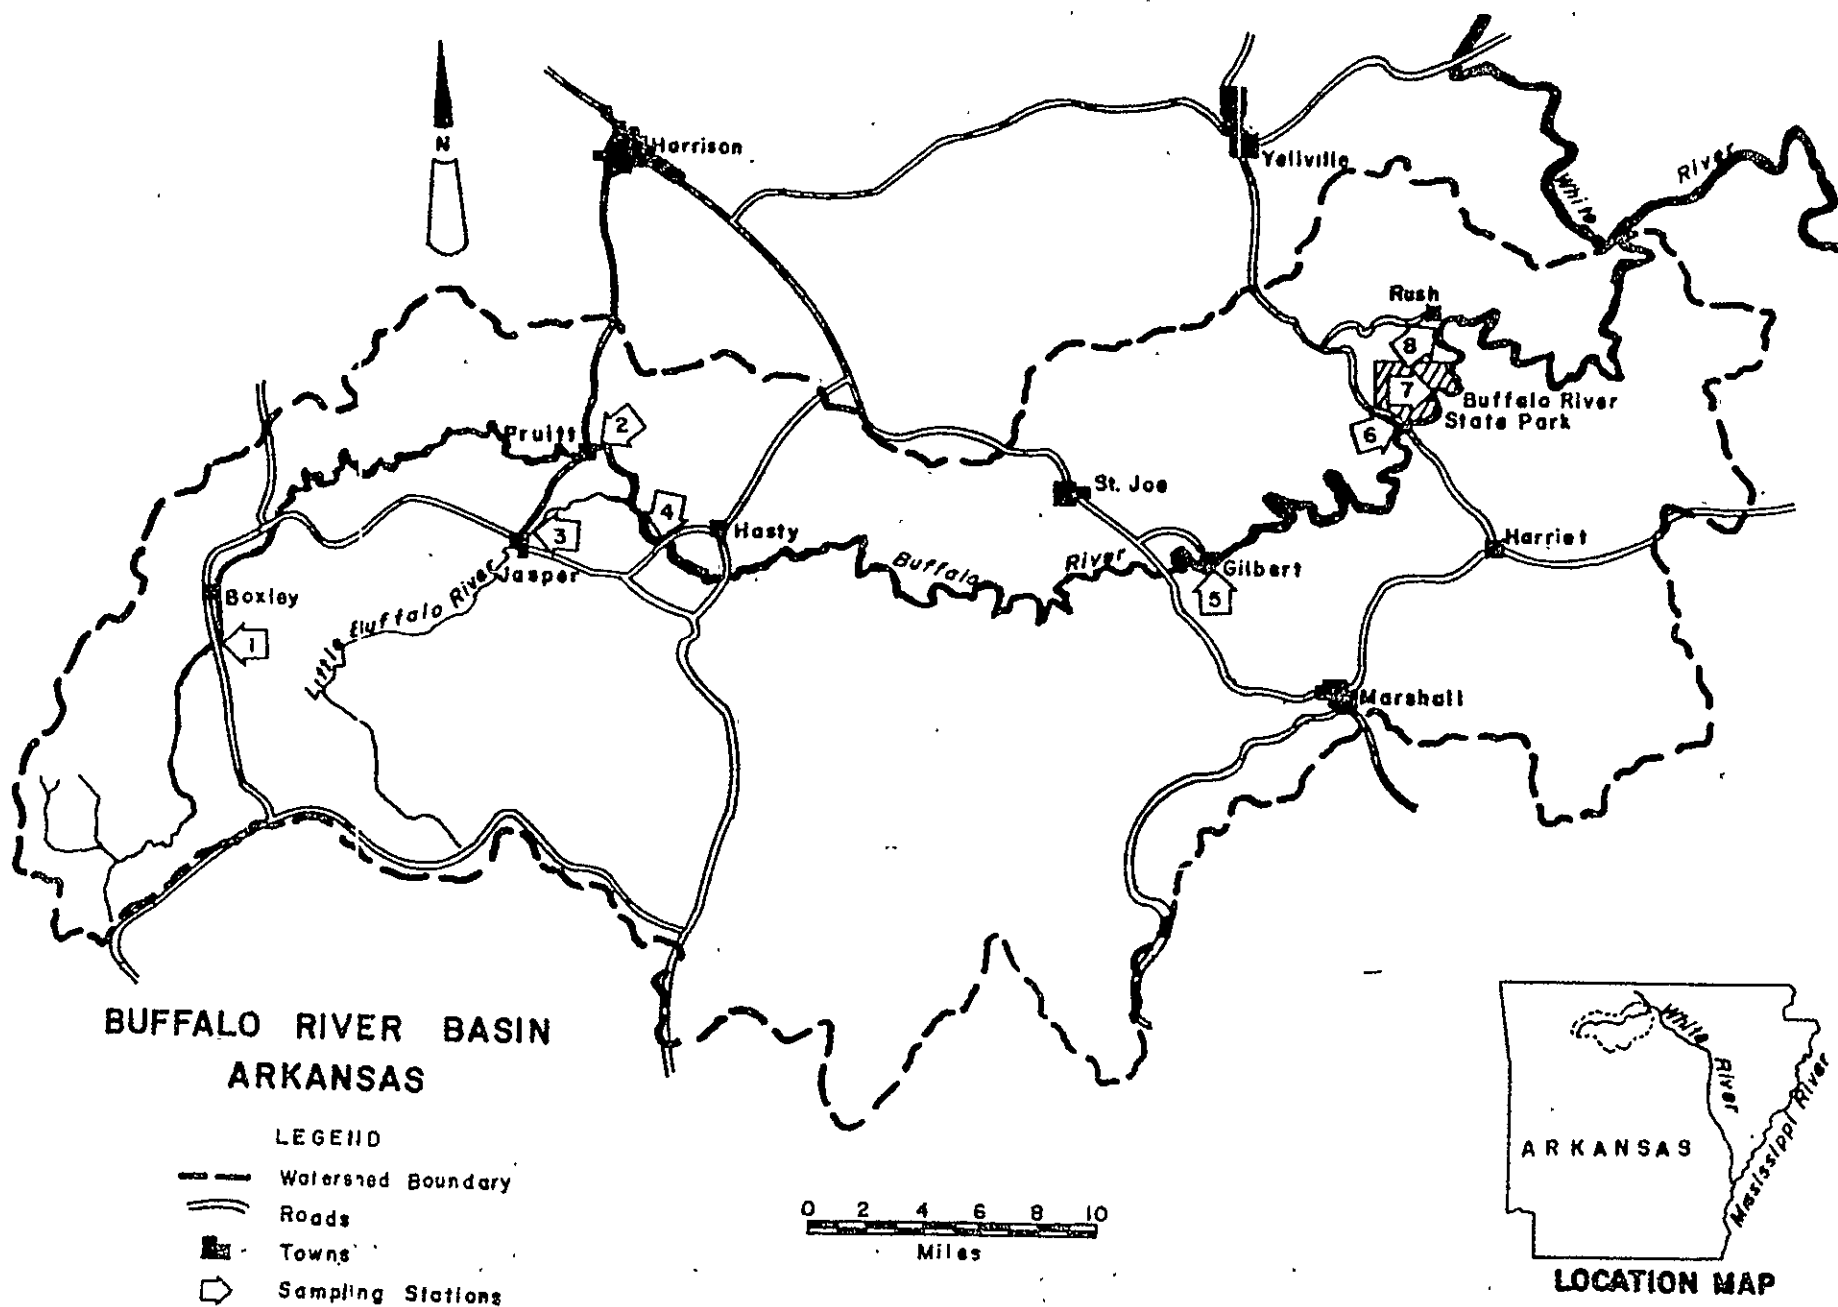 N
Harrison
Yellville
White
River
Rush
8
7
Buffalo River
State Park
6
Pruitt
2
St. Joe
4
3
Hasty
Harriet
Jasper
Buffalo
River
Gilbert
5
Boxley
1
Little Buffalo River
Marshall
BUFFALO RIVER BASIN
ARKANSAS
LEGEND
Watershed Boundary
Roads
Towns
Sampling Stations
0 2 4 6 8 10
Miles
White
River
ARKANSAS
Mississippi River
LOCATION MAP